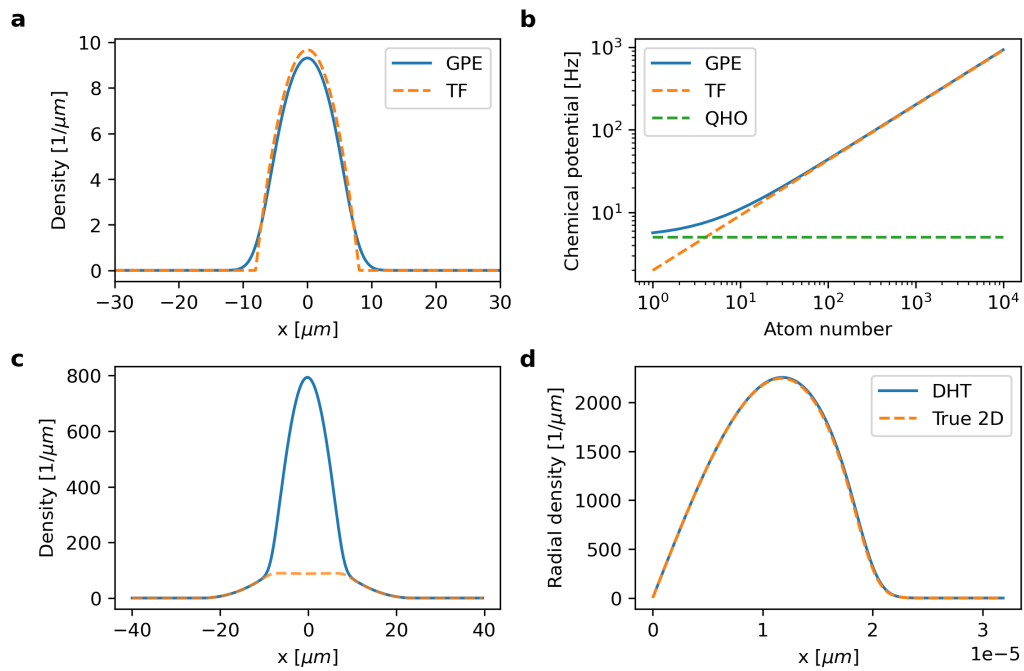 a
10
8
6
4
2
0
Density [1/μm]
GPE
TF
−30
−20
−10
0
10
20
30
x [μm]
b
10³
10²
10¹
Chemical potential [Hz]
GPE
TF
QHO
10⁰
10¹
10²
10³
10⁴
Atom number
c
800
600
400
200
0
Density [1/μm]
−40
−20
0
20
40
x [μm]
d
2000
1500
1000
500
0
Radial density [1/μm]
DHT
True 2D
0
1
2
3
1e−5
x [μm]